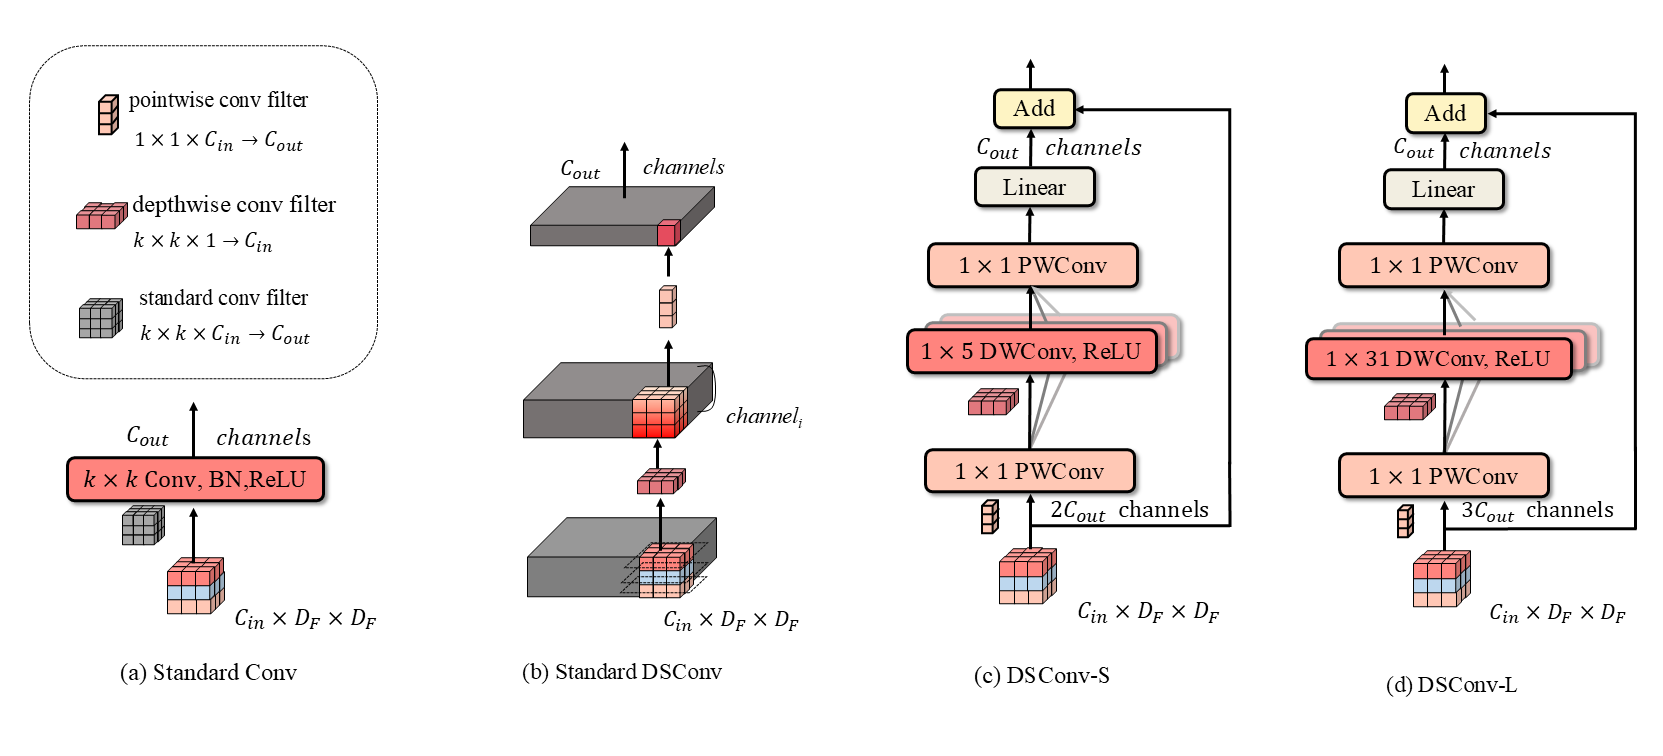 pointwise conv filter
1 × 1 × C_in → C_out
depthwise conv filter
k × k × 1 → C_in
standard conv filter
k × k × C_in → C_out
C_out channels
k × k Conv, BN,ReLU
C_in × D_F × D_F
(a) Standard Conv
C_out channels
channel_i
C_in × D_F × D_F
(b) Standard DSConv
Add
C_out channels
Linear
1 × 1 PWConv
1 × 5 DWConv, ReLU
1 × 1 PWConv
2C_out channels
C_in × D_F × D_F
(c) DSConv-S
Add
C_out channels
Linear
1 × 1 PWConv
1 × 31 DWConv, ReLU
1 × 1 PWConv
3C_out channels
C_in × D_F × D_F
(d) DSConv-L